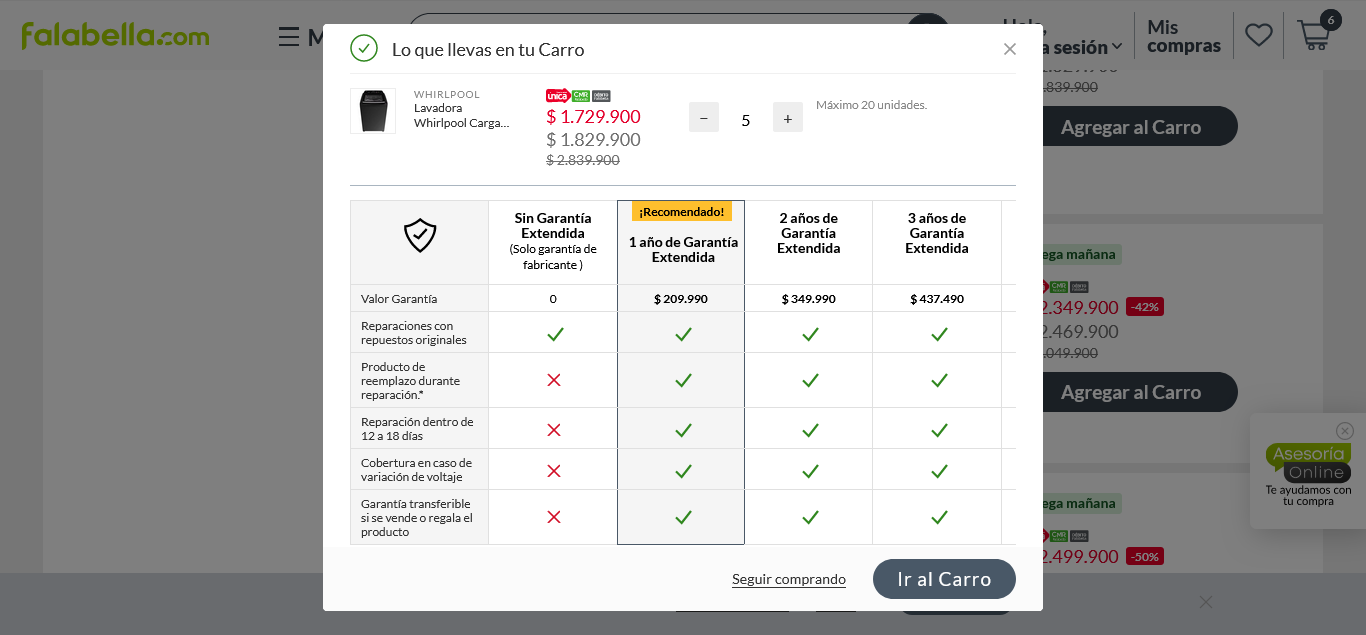 falabella.com
M
Hola,
a sesión
Mis
compras
6
Lo que llevas en tu Carro
WHIRLPOOL
Lavadora
Whirlpool Carga...
única CMR
$ 1.729.900
$ 1.829.900
$ 2.839.900
−
5
+
Máximo 20 unidades.
Sin Garantía
Extendida
(Solo garantía de
fabricante )
¡Recomendado!
1 año de Garantía
Extendida
2 años de
Garantía
Extendida
3 años de
Garantía
Extendida
Valor Garantía
0
$ 209.990
$ 349.990
$ 437.490
Reparaciones con
repuestos originales
Producto de
reemplazo durante
reparación.*
Reparación dentro de
12 a 18 días
Cobertura en caso de
variación de voltaje
Garantía transferible
si se vende o regala el
producto
Seguir comprando
Ir al Carro
1.829.900
.839.900
Agregar al Carro
ega mañana
CMR
2.349.900 -42%
2.469.900
.049.900
Agregar al Carro
Asesoría
Online
Te ayudamos con
tu compra
ega mañana
CMR
2.499.900 -50%